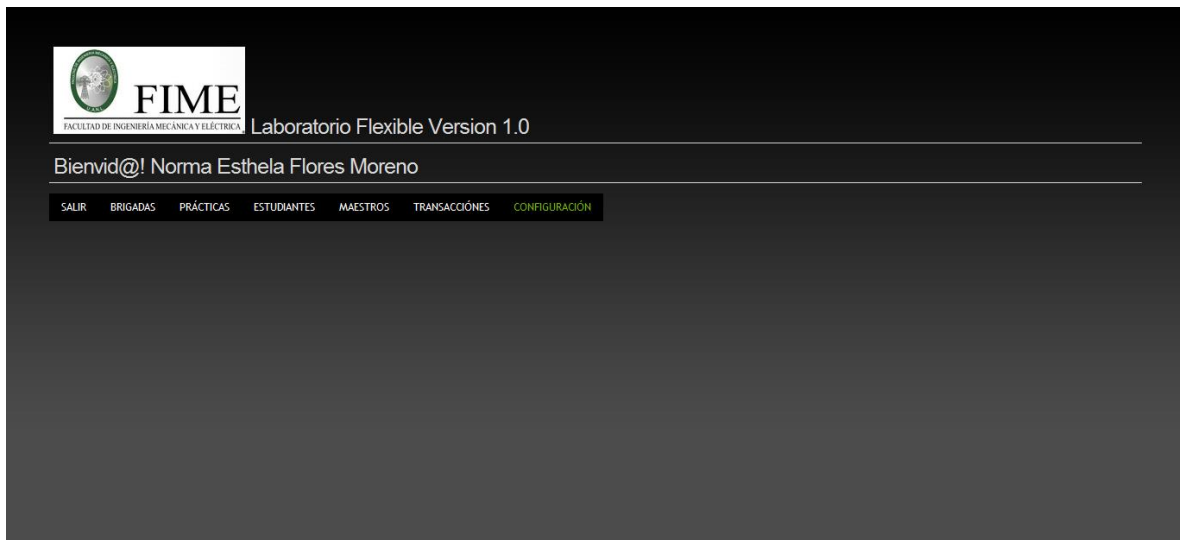 FIME
FACULTAD DE INGENIERÍA MECÁNICA Y ELÉCTRICA
Laboratorio Flexible Version 1.0
Bienvid@! Norma Esthela Flores Moreno
SALIR BRIGADAS PRÁCTICAS ESTUDIANTES MAESTROS TRANSACCIÓNES CONFIGURACIÓN